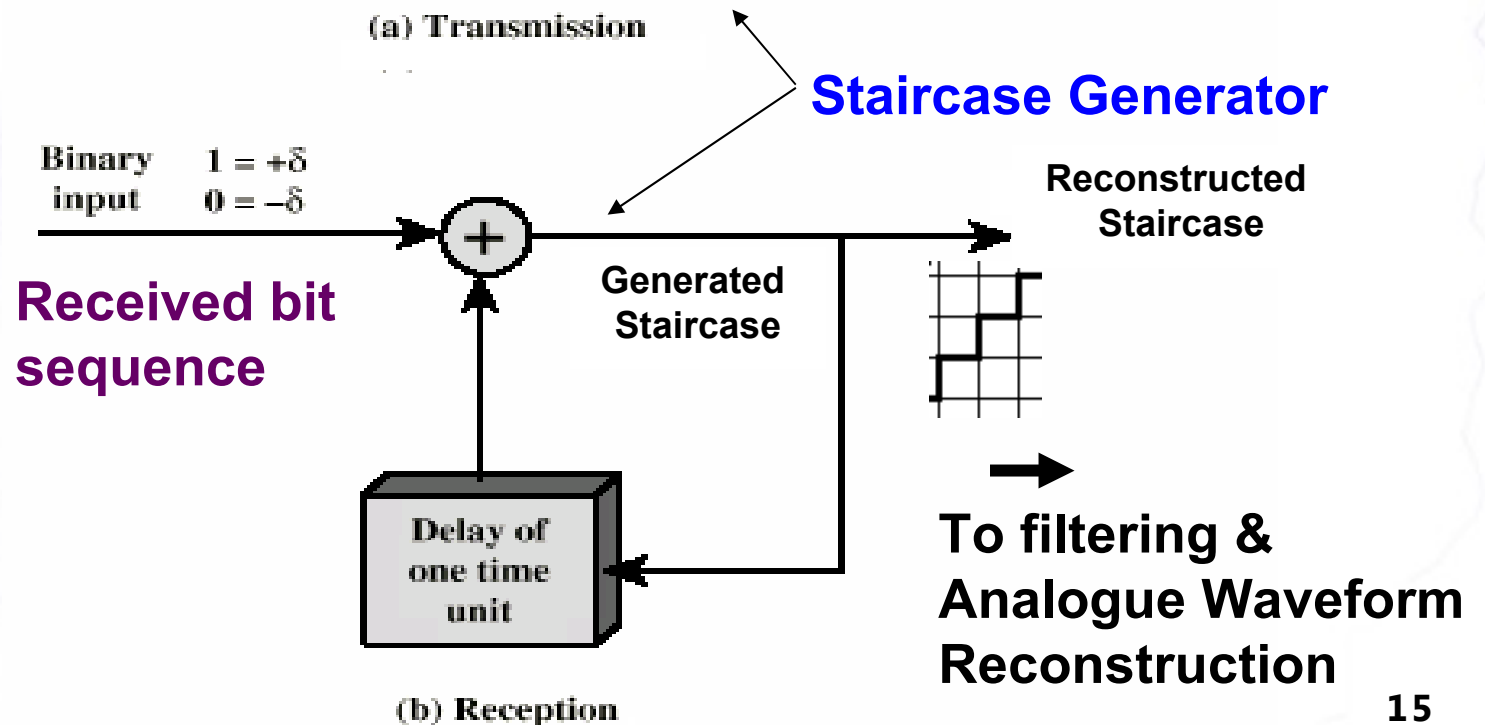 (a) Transmission
Staircase Generator
Binary 1 = +δ
input 0 = −δ
Reconstructed
Staircase
+
Generated
Staircase
Received bit
sequence
Delay of
one time
unit
To filtering &
Analogue Waveform
Reconstruction
(b) Reception
15